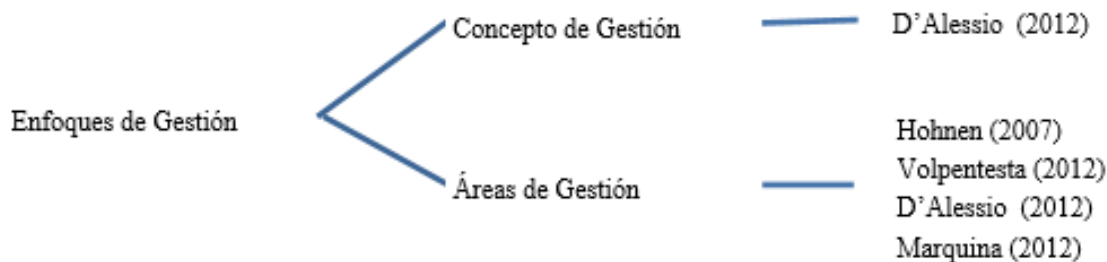 Concepto de Gestión
D’Alessio (2012)
Enfoques de Gestión
Áreas de Gestión
Hohnen (2007)
Volpentesta (2012)
D’Alessio (2012)
Marquina (2012)